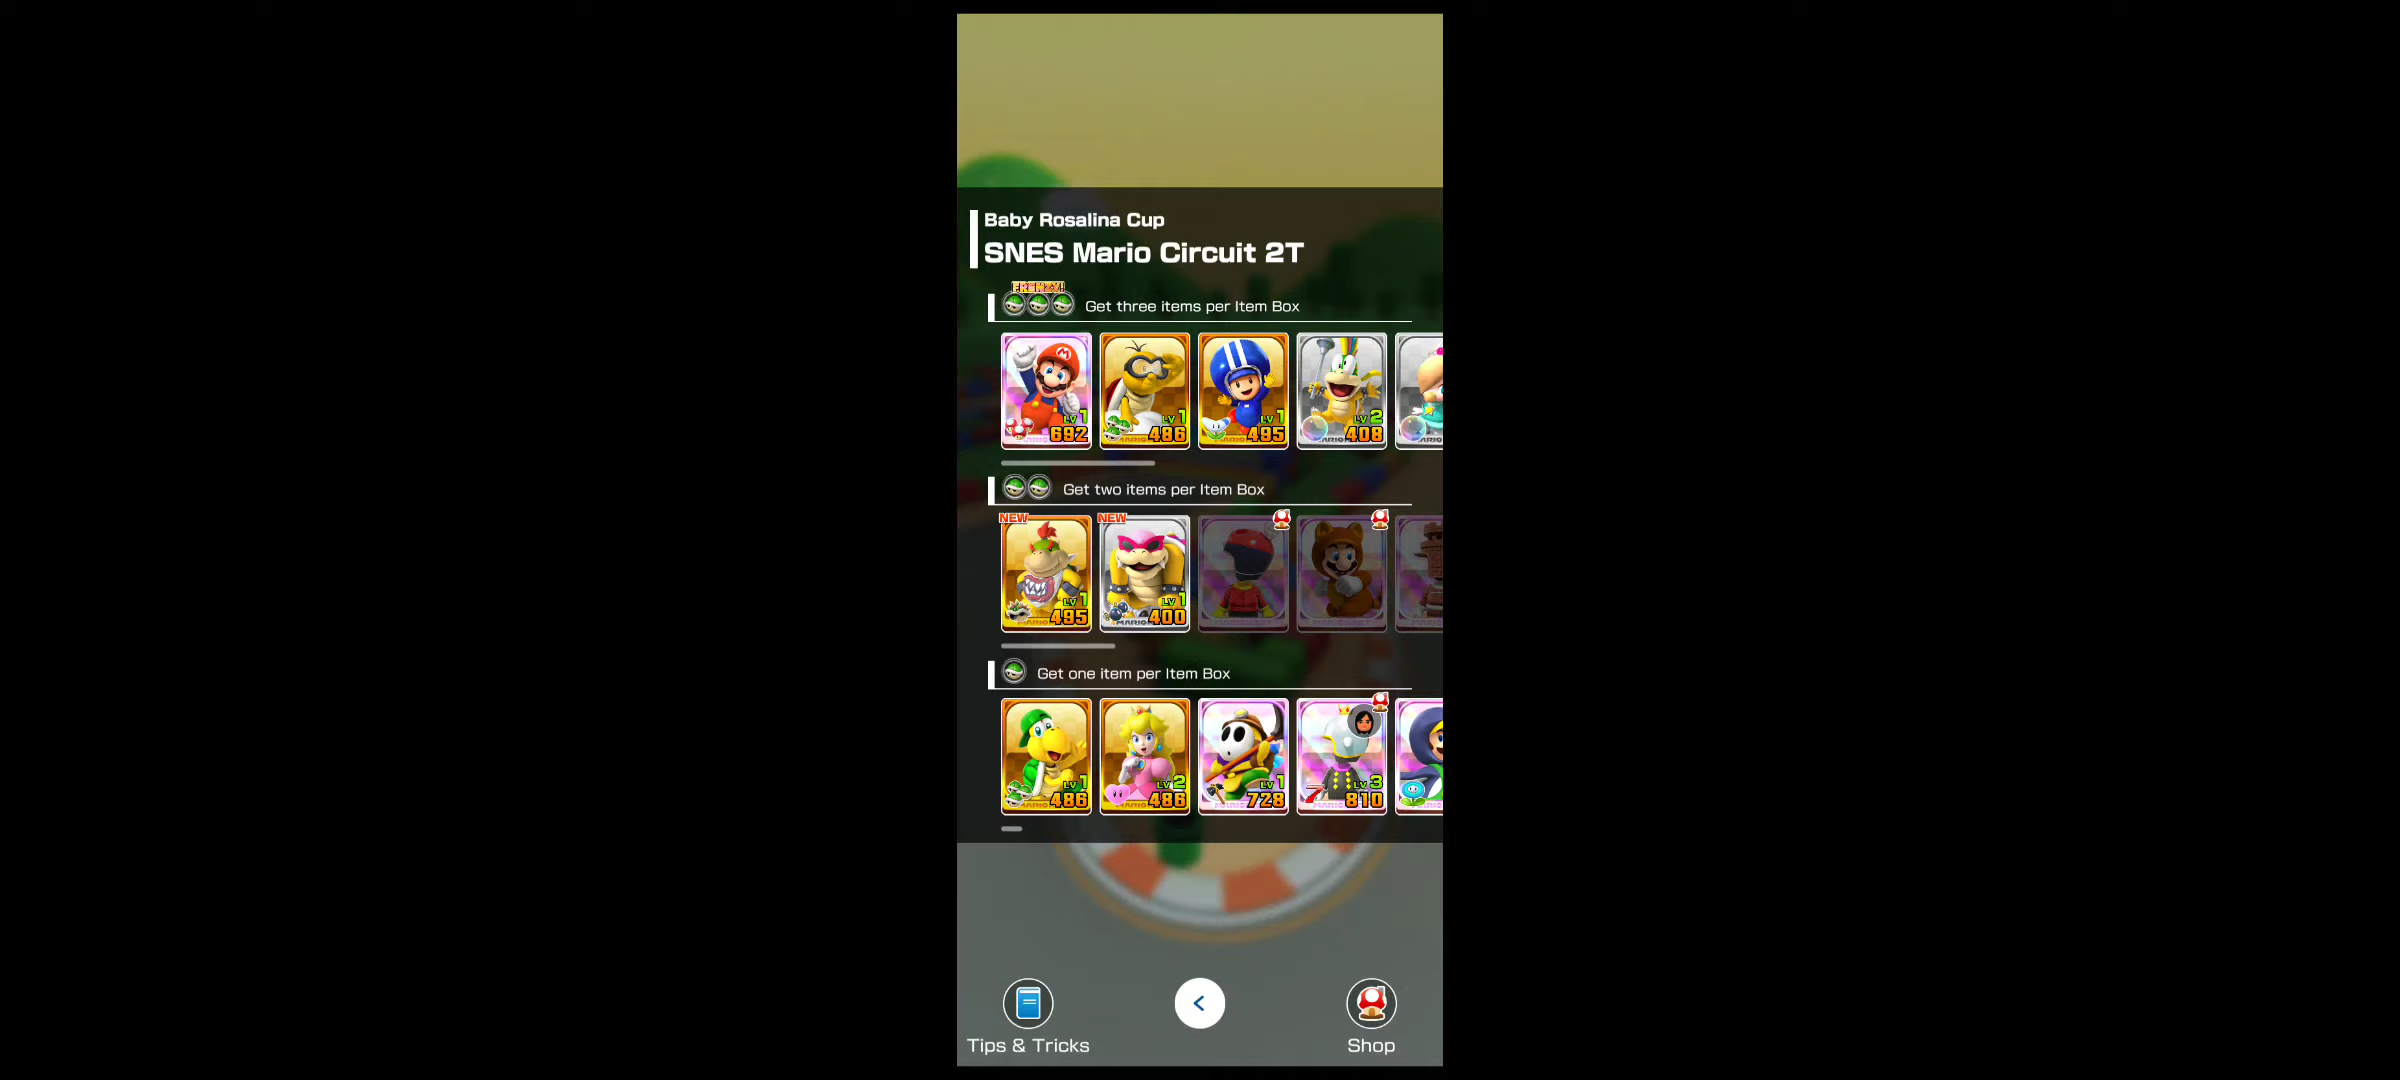 Baby Rosalina Cup
SNES Mario Circuit 2T
FRENZY!
Get three items per Item Box
LV 1 692
LV 1 486
LV 1 495
LV 2 408
Get two items per Item Box
NEW
NEW
LV 1 495
LV 1 400
Get one item per Item Box
LV 1 486
LV 2 486
LV 1 728
LV 3 810
Tips & Tricks
<
Shop